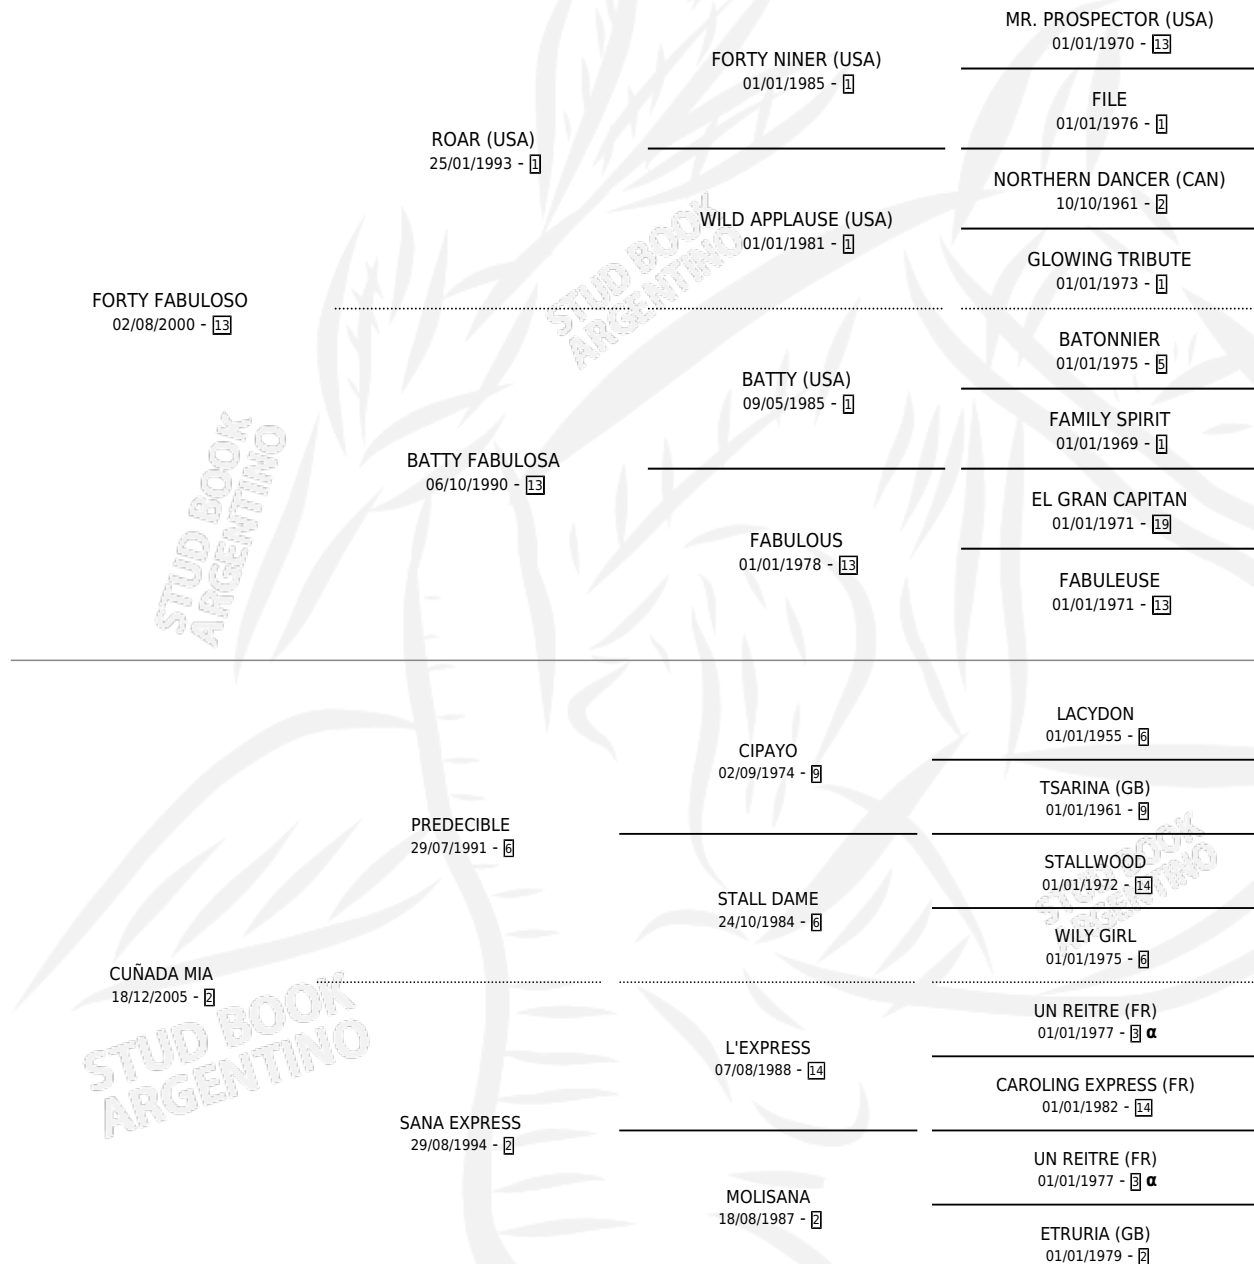 MR. PROSPECTOR (USA)
01/01/1970 - 13
FORTY NINER (USA)
01/01/1985 - 1
FILE
01/01/1976 - 1
ROAR (USA)
25/01/1993 - 1
NORTHERN DANCER (CAN)
10/10/1961 - 2
WILD APPLAUSE (USA)
01/01/1981 - 1
GLOWING TRIBUTE
01/01/1973 - 1
FORTY FABULOSO
02/08/2000 - 13
BATONNIER
01/01/1975 - 5
BATTY (USA)
09/05/1985 - 1
FAMILY SPIRIT
01/01/1969 - 1
BATTY FABULOSA
06/10/1990 - 13
EL GRAN CAPITAN
01/01/1971 - 19
FABULOUS
01/01/1978 - 13
FABULEUSE
01/01/1971 - 13
LACYDON
01/01/1955 - 6
CIPAYO
02/09/1974 - 9
TSARINA (GB)
01/01/1961 - 9
PREDECIBLE
29/07/1991 - 6
STALLWOOD
01/01/1972 - 14
STALL DAME
24/10/1984 - 6
WILY GIRL
01/01/1975 - 6
CUÑADA MIA
18/12/2005 - 2
UN REITRE (FR)
01/01/1977 - 3 α
L'EXPRESS
07/08/1988 - 14
CAROLING EXPRESS (FR)
01/01/1982 - 14
SANA EXPRESS
29/08/1994 - 2
UN REITRE (FR)
01/01/1977 - 3 α
MOLISANA
18/08/1987 - 2
ETRURIA (GB)
01/01/1979 - 2
STUD BOOK
ARGENTINO
STUD BOOK
ARGENTINO
STUD BOOK
ARGENTINO
STUD BOOK
ARGENTINO